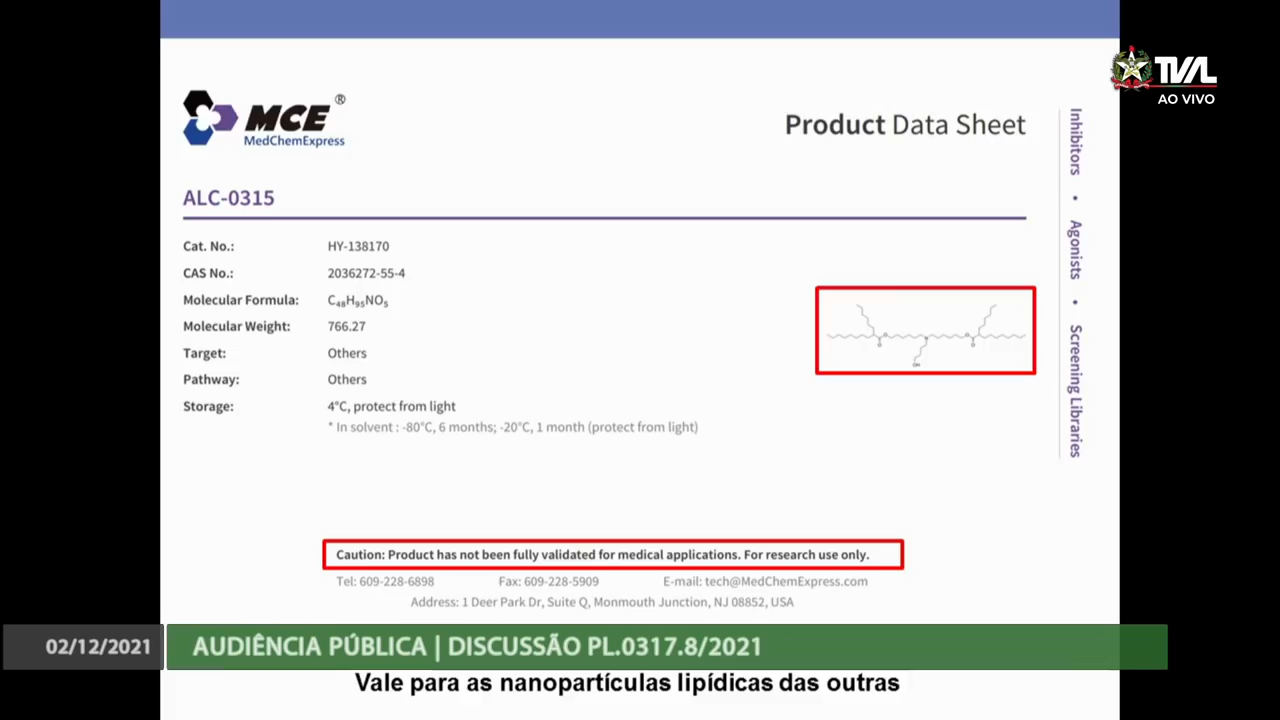 TVAL
AO VIVO
MCE ®
MedChemExpress
Product Data Sheet
Inhibitors • Agonists • Screening Libraries
ALC-0315
Cat. No.: HY-138170
CAS No.: 2036272-55-4
Molecular Formula: C₄₈H₉₅NO₅
Molecular Weight: 766.27
Target: Others
Pathway: Others
Storage: 4°C, protect from light
* In solvent : -80°C, 6 months; -20°C, 1 month (protect from light)
Caution: Product has not been fully validated for medical applications. For research use only.
Tel: 609-228-6898 Fax: 609-228-5909 E-mail: tech@MedChemExpress.com
Address: 1 Deer Park Dr, Suite Q, Monmouth Junction, NJ 08852, USA
02/12/2021 AUDIÊNCIA PÚBLICA | DISCUSSÃO PL.0317.8/2021
Vale para as nanopartículas lipídicas das outras